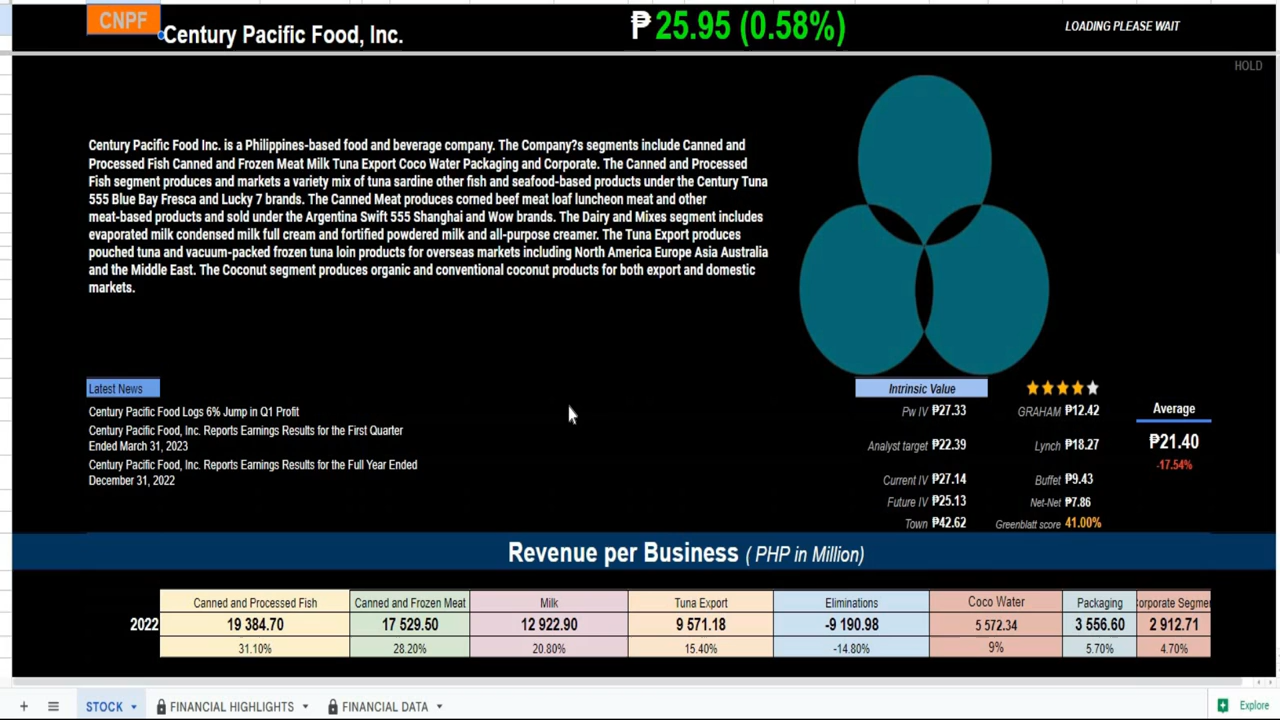 CNPF
Century Pacific Food, Inc.
₱ 25.95 (0.58%)
LOADING PLEASE WAIT
HOLD
Century Pacific Food Inc. is a Philippines-based food and beverage company. The Company?s segments include Canned and
Processed Fish Canned and Frozen Meat Milk Tuna Export Coco Water Packaging and Corporate. The Canned and Processed
Fish segment produces and markets a variety mix of tuna sardine other fish and seafood-based products under the Century Tuna
555 Blue Bay Fresca and Lucky 7 brands. The Canned Meat produces corned beef meat loaf luncheon meat and other
meat-based products and sold under the Argentina Swift 555 Shanghai and Wow brands. The Dairy and Mixes segment includes
evaporated milk condensed milk full cream and fortified powdered milk and all-purpose creamer. The Tuna Export produces
pouched tuna and vacuum-packed frozen tuna loin products for overseas markets including North America Europe Asia Australia
and the Middle East. The Coconut segment produces organic and conventional coconut products for both export and domestic
markets.
Latest News
Century Pacific Food Logs 6% Jump in Q1 Profit
Century Pacific Food, Inc. Reports Earnings Results for the First Quarter
Ended March 31, 2023
Century Pacific Food, Inc. Reports Earnings Results for the Full Year Ended
December 31, 2022
Intrinsic Value
Pw IV ₱27.33 GRAHAM ₱12.42
Analyst target ₱22.39 Lynch ₱18.27
Current IV ₱27.14 Buffet ₱9.43
Future IV ₱25.13 Net-Net ₱7.86
Town ₱42.62 Greenblatt score 41.00%
Average
₱21.40
-17.54%
Revenue per Business ( PHP in Million)
Canned and Processed Fish Canned and Frozen Meat Milk Tuna Export Eliminations Coco Water Packaging orporate Segmer
2022 19 384.70 17 529.50 12 922.90 9 571.18 -9 190.98 5 572.34 3 556.60 2 912.71
31.10% 28.20% 20.80% 15.40% -14.80% 9% 5.70% 4.70%
STOCK FINANCIAL HIGHLIGHTS FINANCIAL DATA Explore